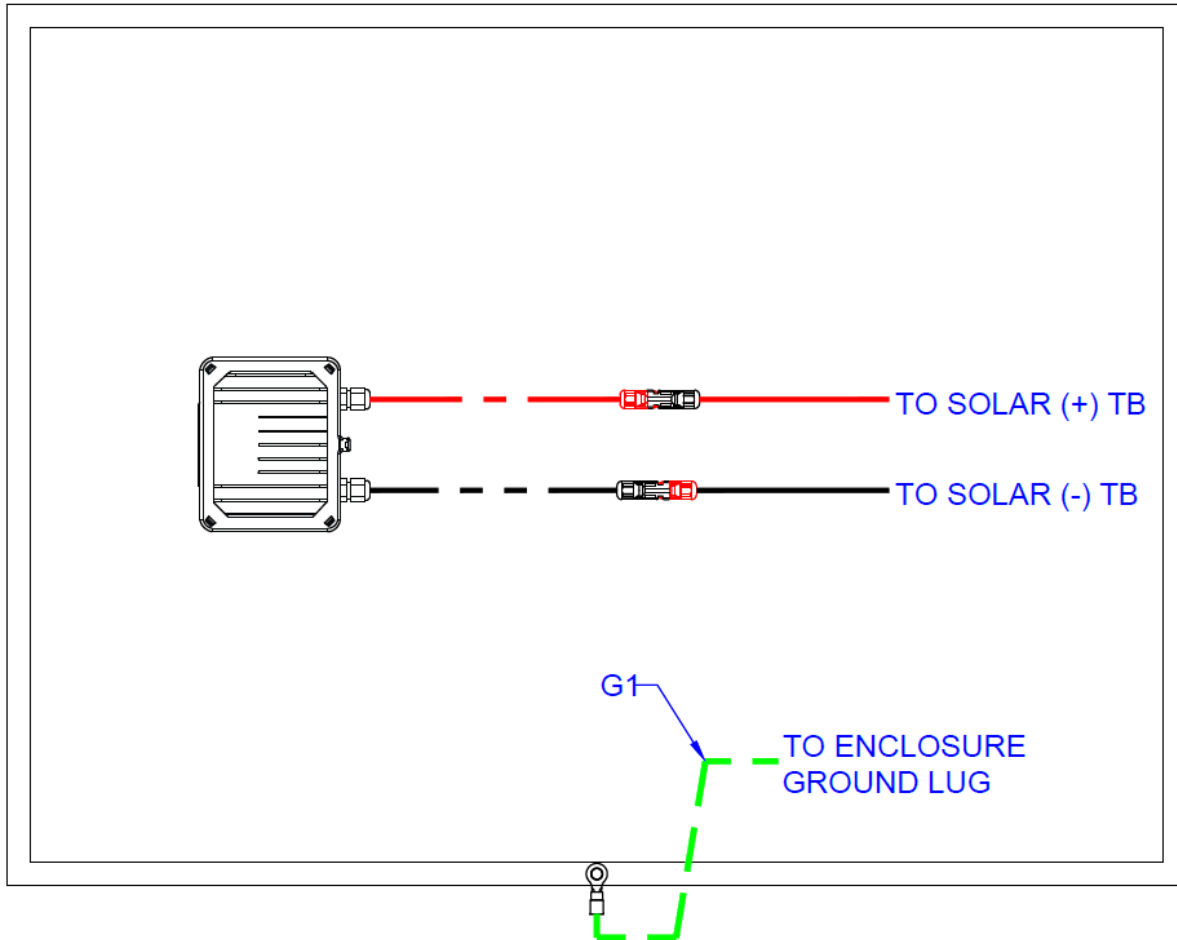 TO SOLAR (+) TB
TO SOLAR (-) TB
G1
TO ENCLOSURE
GROUND LUG